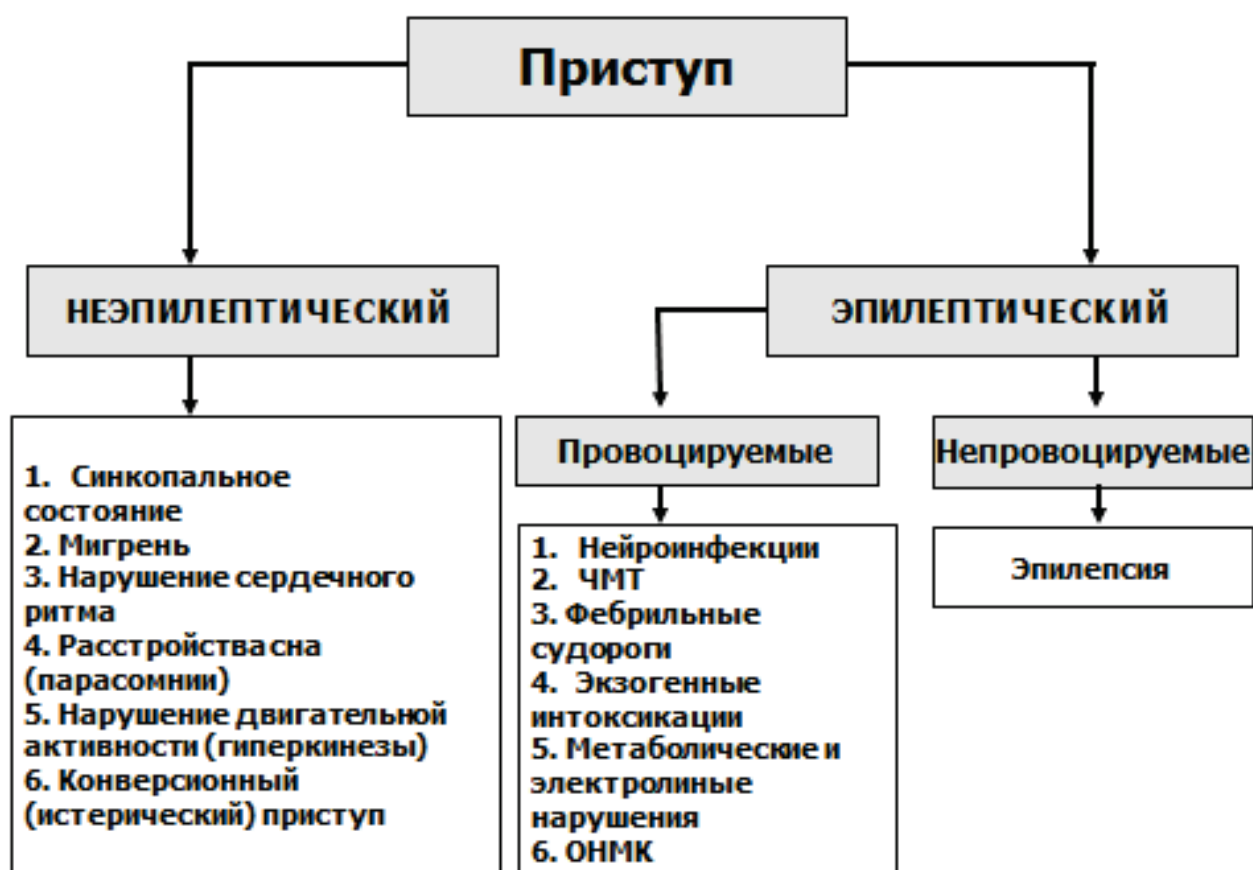 Приступ
НЕЭПИЛЕПТИЧЕСКИЙ
ЭПИЛЕПТИЧЕСКИЙ
1. Синкопальное
состояние
2. Мигрень
3. Нарушение сердечного
ритма
4. Расстройства сна
(парасомнии)
5. Нарушение двигательной
активности (гиперкинезы)
6. Конверсионный
(истерический) приступ
Провоцируемые
1. Нейроинфекции
2. ЧМТ
3. Фебрильные
судороги
4. Экзогенные
интоксикации
5. Метаболические и
электролиные
нарушения
6. ОНМК
Непровоцируемые
Эпилепсия